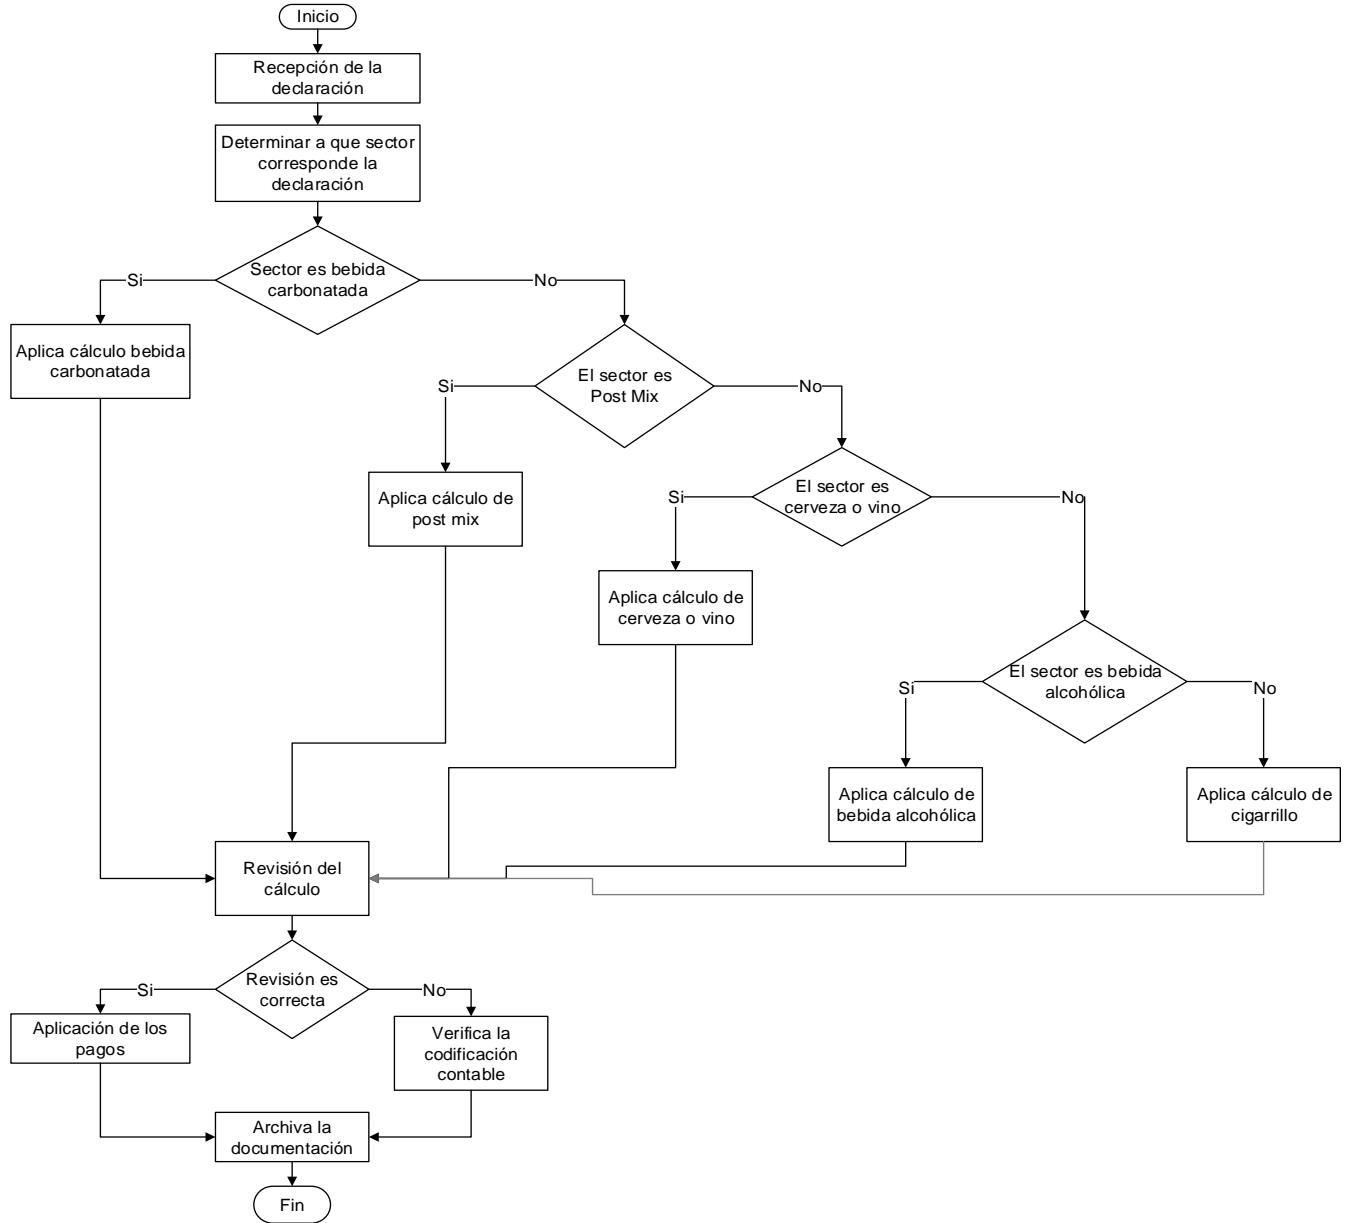 Inicio
Recepción de la
declaración
Determinar a que sector
corresponde la
declaración
Sector es bebida
carbonatada
Si
No
Aplica cálculo bebida
carbonatada
El sector es
Post Mix
Si
No
Aplica cálculo de
post mix
El sector es
cerveza o vino
Si
No
Aplica cálculo de
cerveza o vino
El sector es bebida
alcohólica
Si
No
Aplica cálculo de
bebida alcohólica
Aplica cálculo de
cigarrillo
Revisión del
cálculo
Revisión es
correcta
Si
No
Aplicación de los
pagos
Verifica la
codificación
contable
Archiva la
documentación
Fin